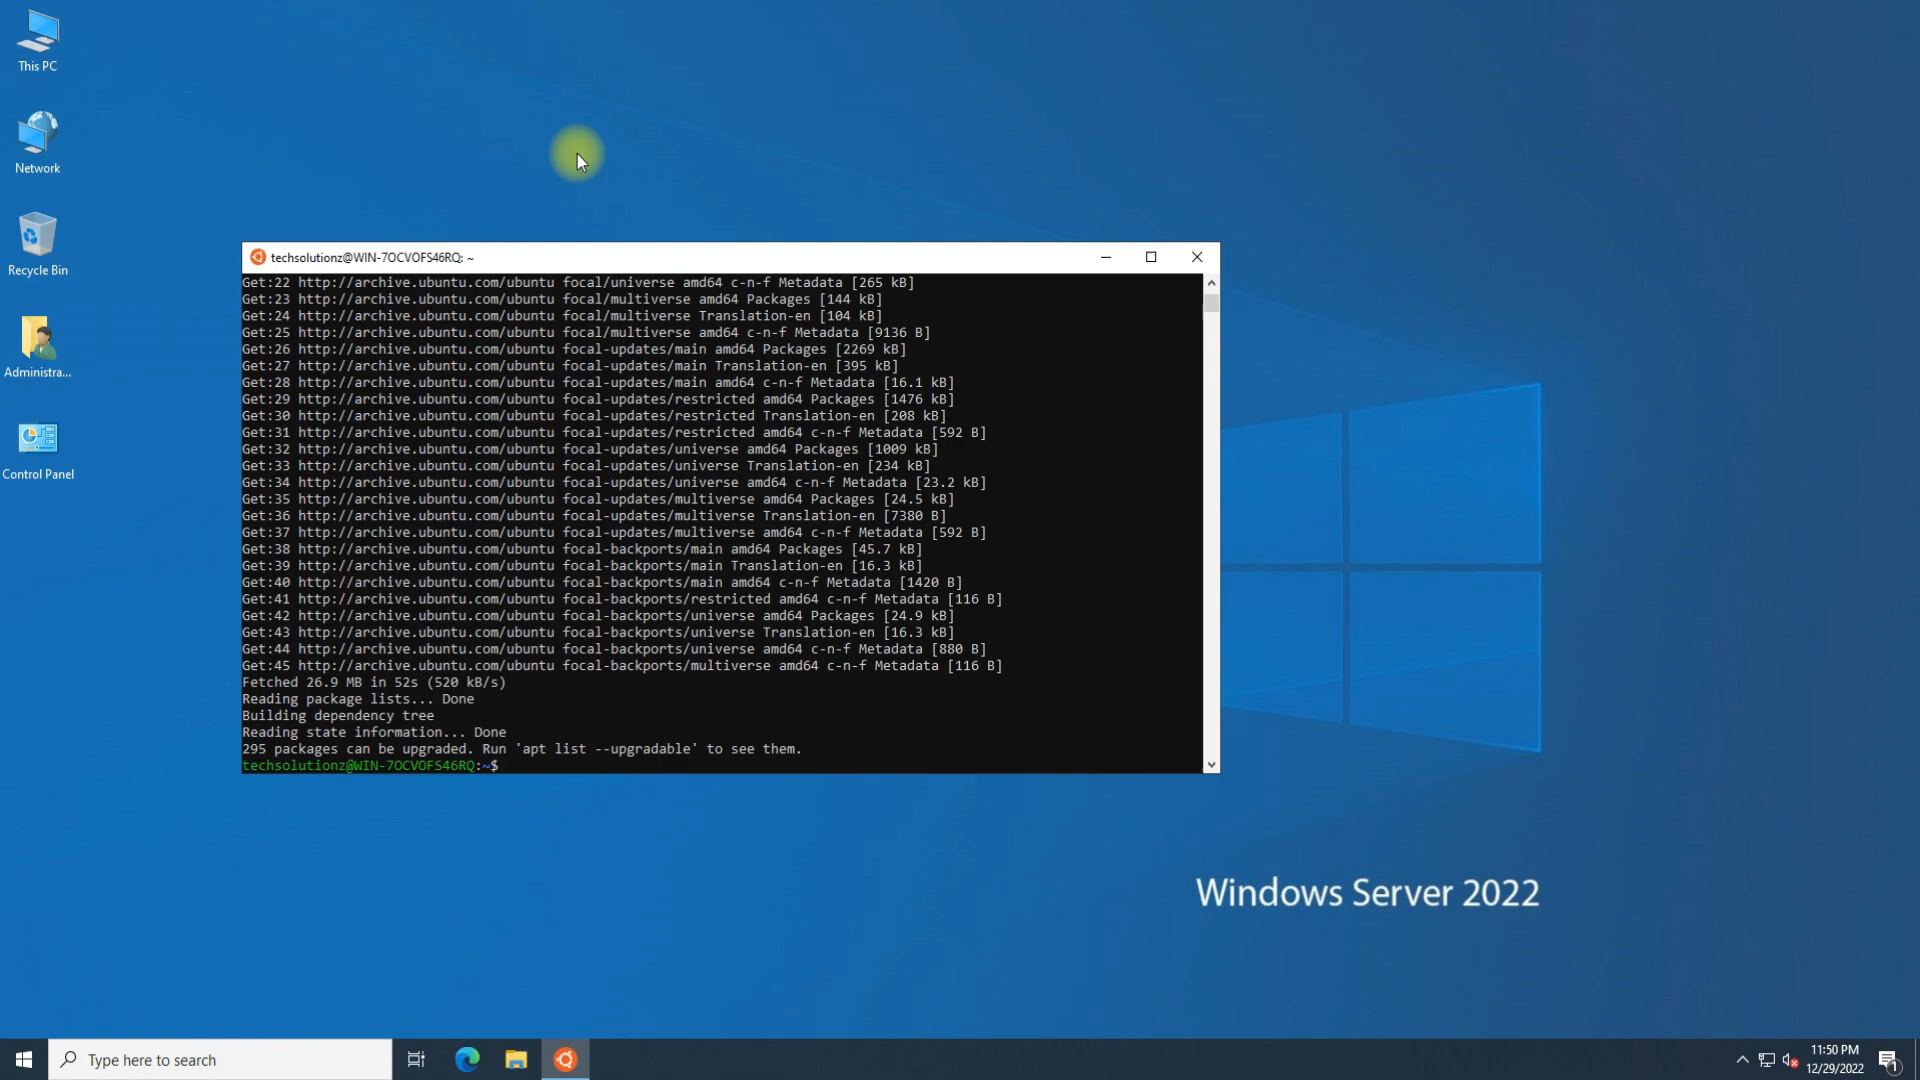 This PC
Network
Recycle Bin
Administra...
Control Panel
techsolutionz@WIN-7OCVOFS46RQ: ~
Get:22 http://archive.ubuntu.com/ubuntu focal/universe amd64 c-n-f Metadata [265 kB]
Get:23 http://archive.ubuntu.com/ubuntu focal/multiverse amd64 Packages [144 kB]
Get:24 http://archive.ubuntu.com/ubuntu focal/multiverse Translation-en [104 kB]
Get:25 http://archive.ubuntu.com/ubuntu focal/multiverse amd64 c-n-f Metadata [9136 B]
Get:26 http://archive.ubuntu.com/ubuntu focal-updates/main amd64 Packages [2269 kB]
Get:27 http://archive.ubuntu.com/ubuntu focal-updates/main Translation-en [395 kB]
Get:28 http://archive.ubuntu.com/ubuntu focal-updates/main amd64 c-n-f Metadata [16.1 kB]
Get:29 http://archive.ubuntu.com/ubuntu focal-updates/restricted amd64 Packages [1476 kB]
Get:30 http://archive.ubuntu.com/ubuntu focal-updates/restricted Translation-en [208 kB]
Get:31 http://archive.ubuntu.com/ubuntu focal-updates/restricted amd64 c-n-f Metadata [592 B]
Get:32 http://archive.ubuntu.com/ubuntu focal-updates/universe amd64 Packages [1009 kB]
Get:33 http://archive.ubuntu.com/ubuntu focal-updates/universe Translation-en [234 kB]
Get:34 http://archive.ubuntu.com/ubuntu focal-updates/universe amd64 c-n-f Metadata [23.2 kB]
Get:35 http://archive.ubuntu.com/ubuntu focal-updates/multiverse amd64 Packages [24.5 kB]
Get:36 http://archive.ubuntu.com/ubuntu focal-updates/multiverse Translation-en [7380 B]
Get:37 http://archive.ubuntu.com/ubuntu focal-updates/multiverse amd64 c-n-f Metadata [592 B]
Get:38 http://archive.ubuntu.com/ubuntu focal-backports/main amd64 Packages [45.7 kB]
Get:39 http://archive.ubuntu.com/ubuntu focal-backports/main Translation-en [16.3 kB]
Get:40 http://archive.ubuntu.com/ubuntu focal-backports/main amd64 c-n-f Metadata [1420 B]
Get:41 http://archive.ubuntu.com/ubuntu focal-backports/restricted amd64 c-n-f Metadata [116 B]
Get:42 http://archive.ubuntu.com/ubuntu focal-backports/universe amd64 Packages [24.9 kB]
Get:43 http://archive.ubuntu.com/ubuntu focal-backports/universe Translation-en [16.3 kB]
Get:44 http://archive.ubuntu.com/ubuntu focal-backports/universe amd64 c-n-f Metadata [880 B]
Get:45 http://archive.ubuntu.com/ubuntu focal-backports/multiverse amd64 c-n-f Metadata [116 B]
Fetched 26.9 MB in 52s (520 kB/s)
Reading package lists... Done
Building dependency tree
Reading state information... Done
295 packages can be upgraded. Run 'apt list --upgradable' to see them.
techsolutionz@WIN-7OCVOFS46RQ:~$
Windows Server 2022
Type here to search
11:50 PM
12/29/2022
1